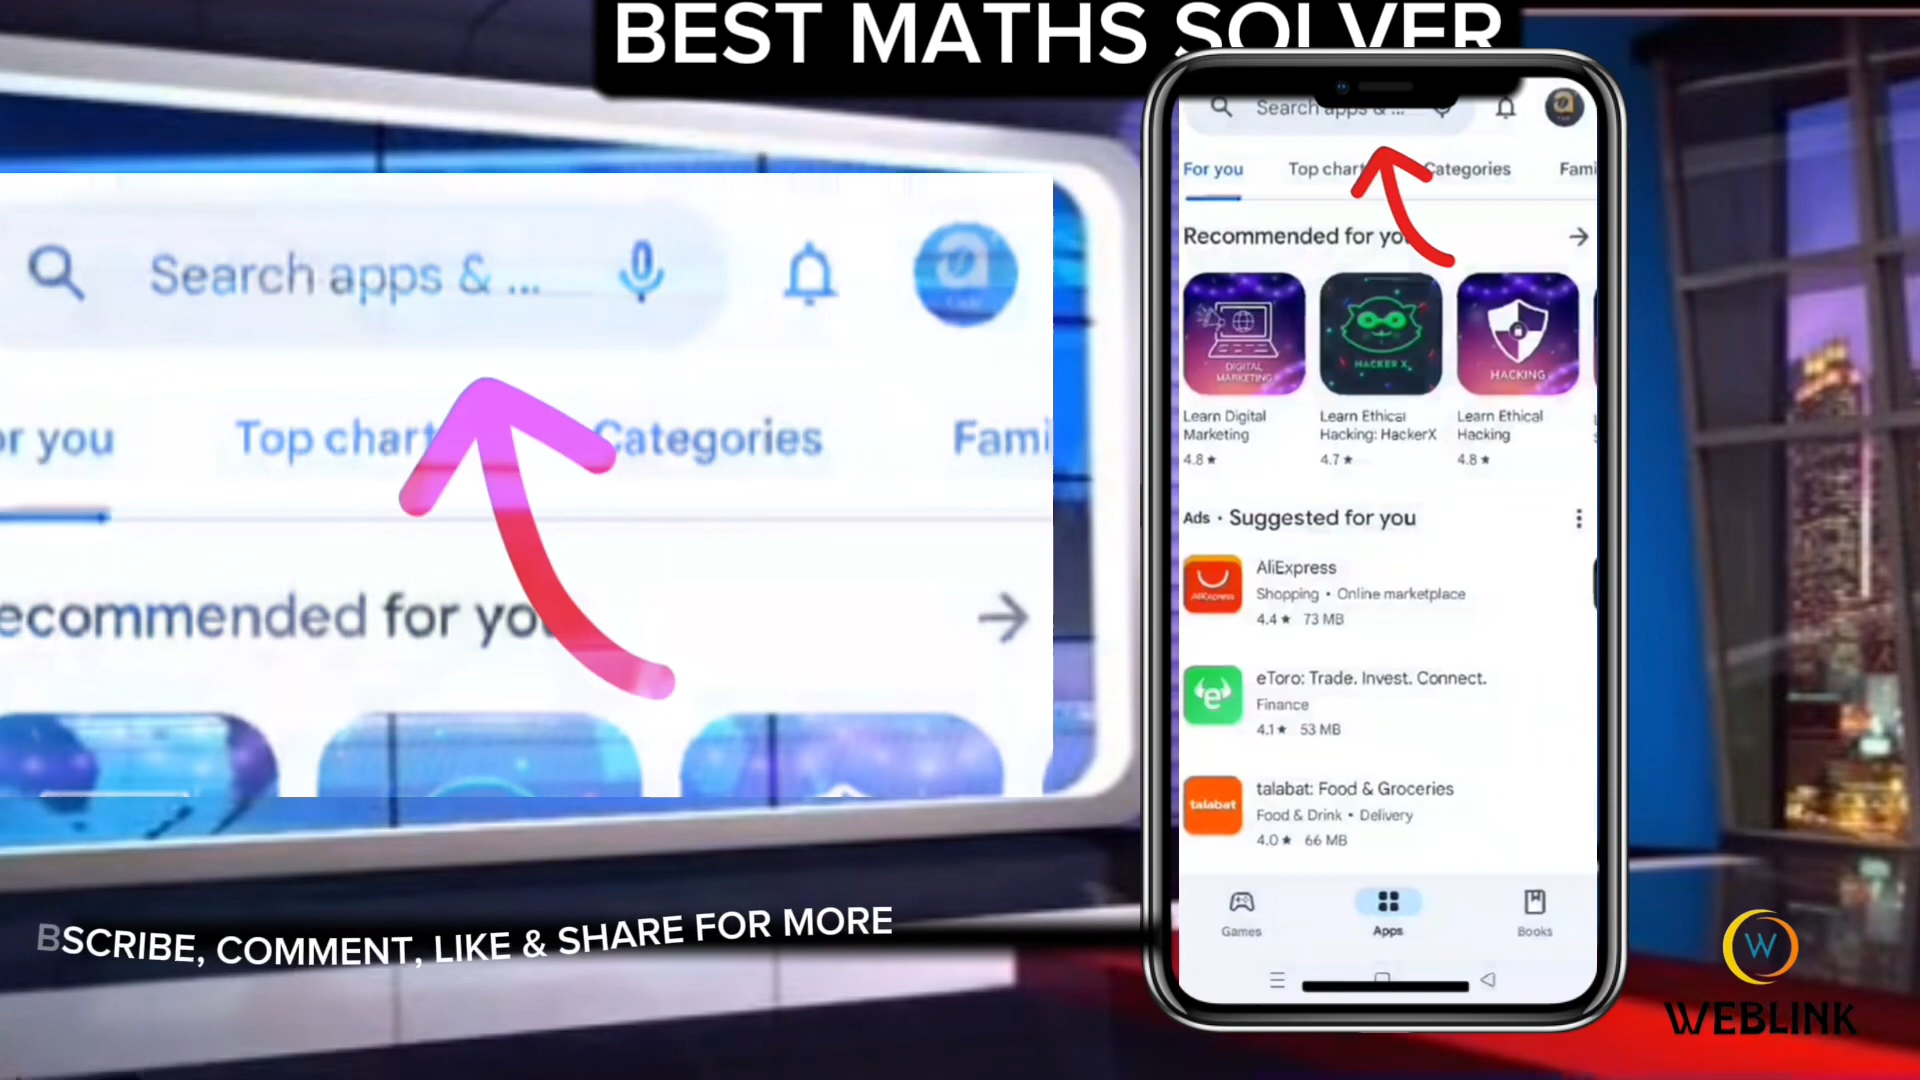 BEST MATHS SOLVER
Search apps & ...
or you
Top chart
Categories
Fami
ecommended for yo
Search apps & ...
For you
Top chart
Categories
Fami
Recommended for yo
DIGITAL
MARKETING
HACKER X
HACKING
Learn Digital
Marketing
4.8★
Learn Ethical
Hacking: HackerX
4.7★
Learn Ethical
Hacking
4.8★
Ads • Suggested for you
AliExpress
AliExpress
Shopping • Online marketplace
4.4★ 73 MB
eToro: Trade. Invest. Connect.
Finance
4.1★ 53 MB
talabat
talabat: Food & Groceries
Food & Drink • Delivery
4.0★ 66 MB
Games
Apps
Books
BSCRIBE, COMMENT, LIKE & SHARE FOR MORE
W
WEBLINK